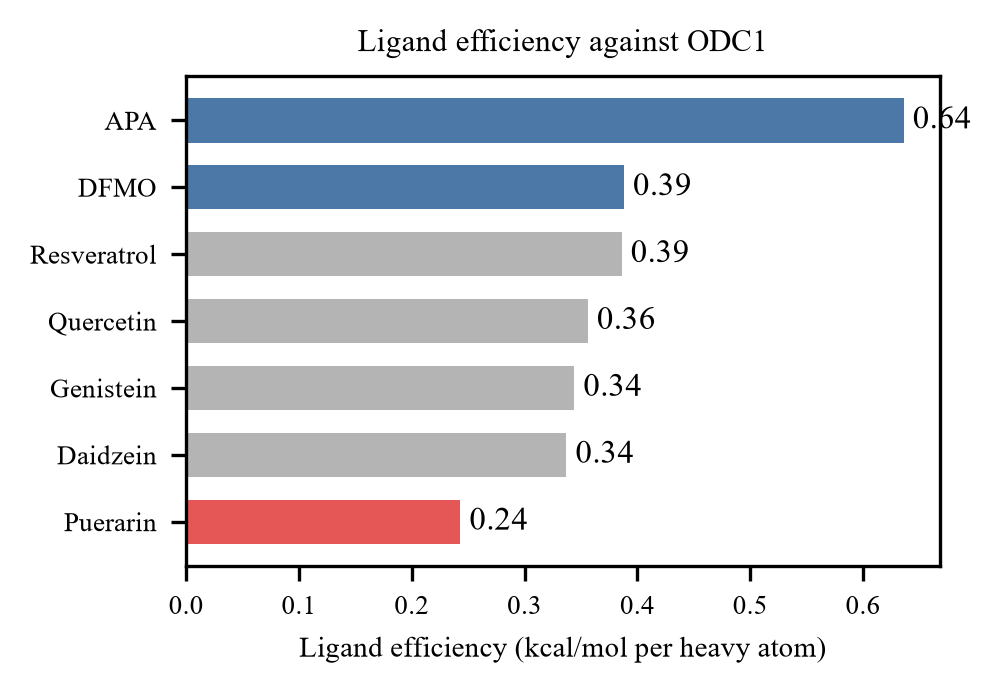 Ligand efficiency against ODC1
APA 0.64
DFMO 0.39
Resveratrol 0.39
Quercetin 0.36
Genistein 0.34
Daidzein 0.34
Puerarin 0.24
0.0 0.1 0.2 0.3 0.4 0.5 0.6
Ligand efficiency (kcal/mol per heavy atom)